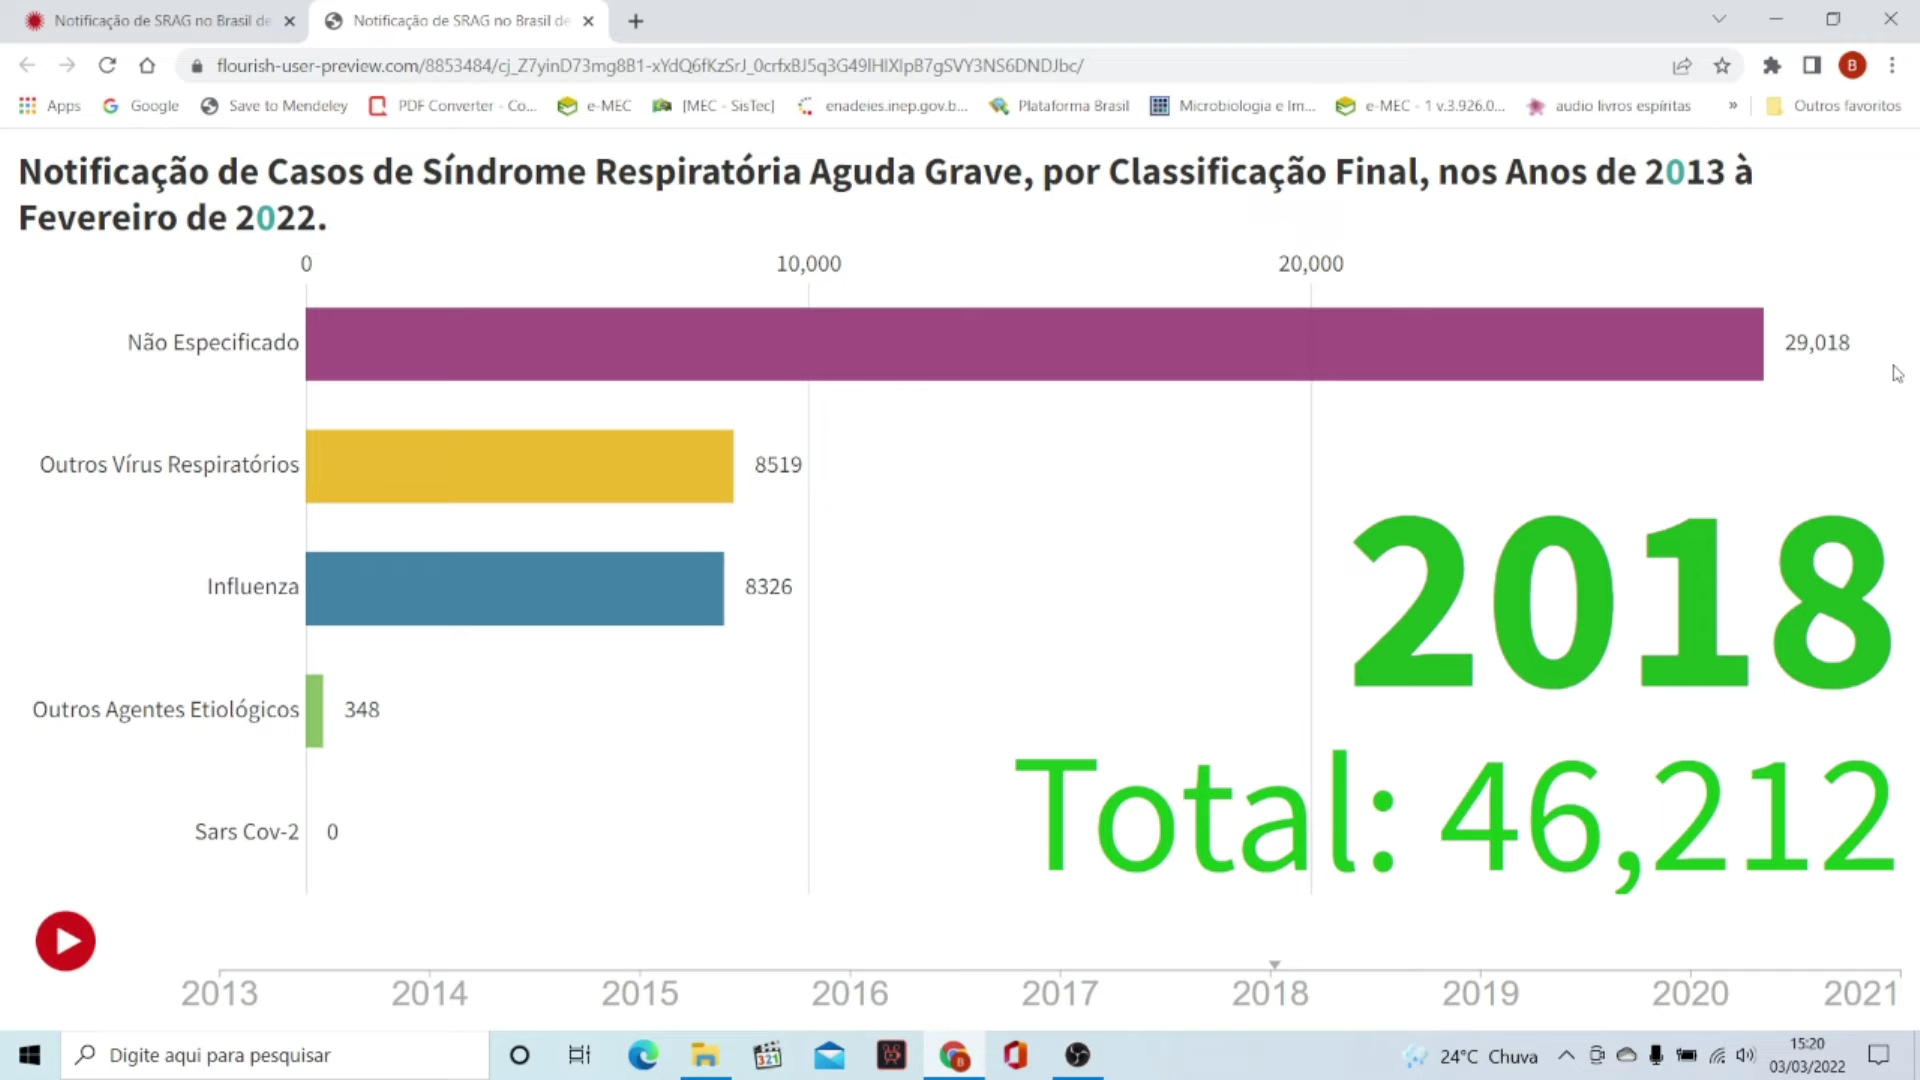 Notificação de SRAG no Brasil de
Notificação de SRAG no Brasil de
flourish-user-preview.com/8853484/cj_Z7yinD73mg8B1-xYdQ6fKzSrJ_0crfxBJ5q3G49IHIXIpB7gSVY3NS6DNDJbc/
B
Apps
Google
Save to Mendeley
PDF Converter - Co...
e-MEC
[MEC - SisTec]
enadeies.inep.gov.b...
Plataforma Brasil
Microbiologia e Im...
e-MEC - 1 v.3.926.0...
audio livros espíritas
»
Outros favoritos
Notificação de Casos de Síndrome Respiratória Aguda Grave, por Classificação Final, nos Anos de 2013 à
Fevereiro de 2022.
0 10,000 20,000
Não Especificado 29,018
Outros Vírus Respiratórios 8519
Influenza 8326
2018
Outros Agentes Etiológicos 348
Total: 46,212
Sars Cov-2 0
2013 2014 2015 2016 2017 2018 2019 2020 2021
Digite aqui para pesquisar
321
24°C Chuva
15:20
03/03/2022